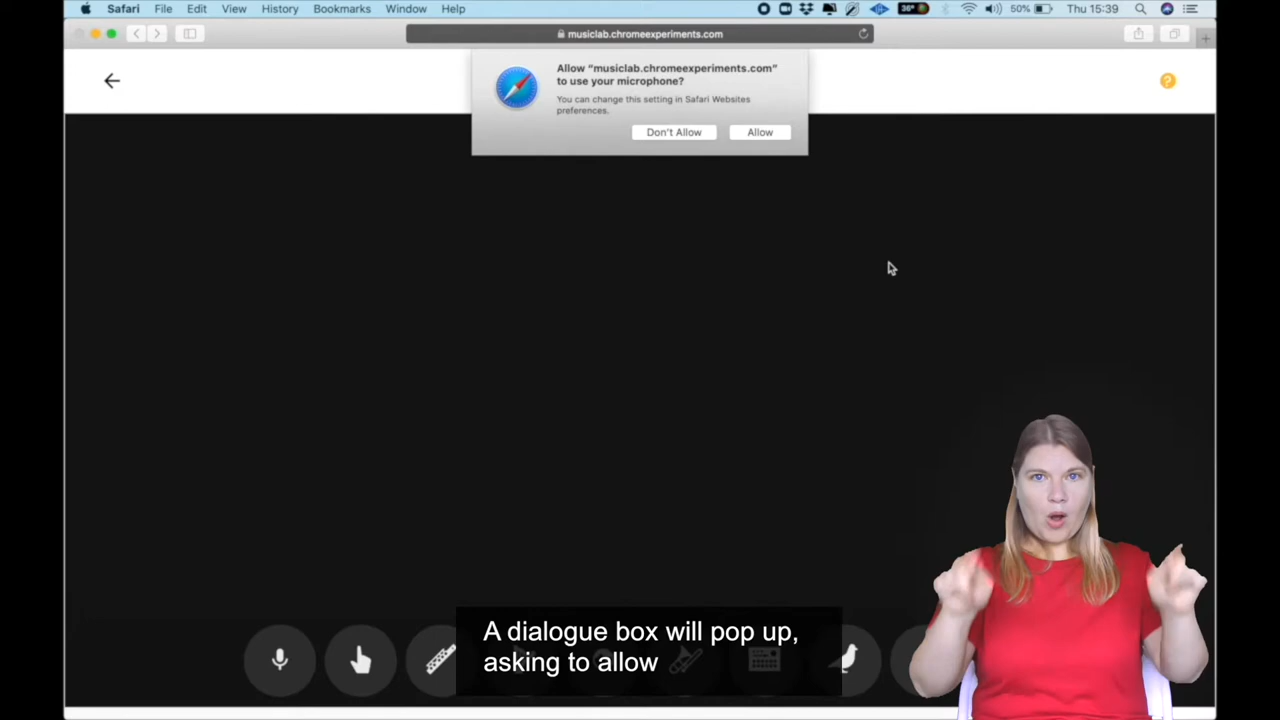 Safari File Edit View History Bookmarks Window Help 36° 50% Thu 15:39
musiclab.chromeexperiments.com
Allow “musiclab.chromeexperiments.com”
to use your microphone?
You can change this setting in Safari Websites
preferences.
Don't Allow Allow
?
A dialogue box will pop up,
asking to allow